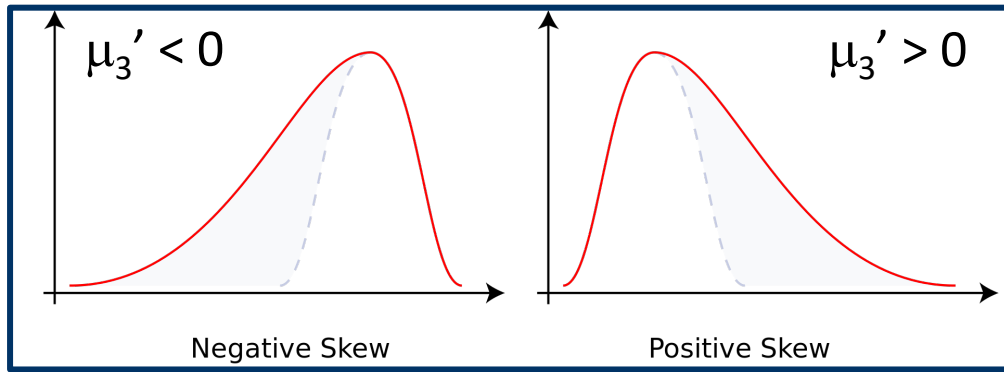 μ₃’ < 0
μ₃’ > 0
Negative Skew
Positive Skew